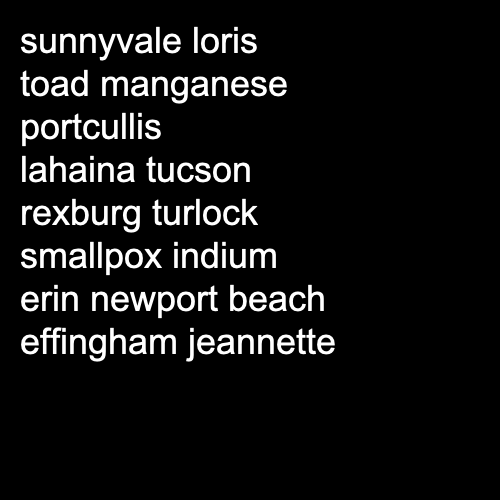 sunnyvale loris
toad manganese
portcullis
lahaina tucson
rexburg turlock
smallpox indium
erin newport beach
effingham jeannette